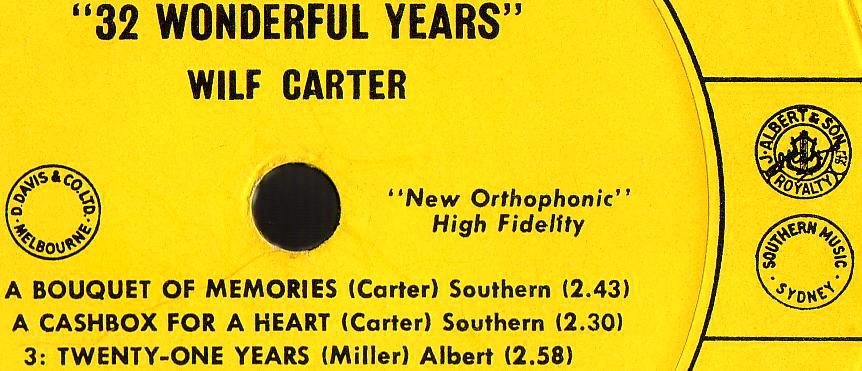 "32 WONDERFUL YEARS"
WILF CARTER
D. DAVIS & CO. LTD.
· MELBOURNE ·
"New Orthophonic"
High Fidelity
J. ALBERT & SON
ROYALTY
SOUTHERN MUSIC
· SYDNEY ·
A BOUQUET OF MEMORIES (Carter) Southern (2.43)
A CASHBOX FOR A HEART (Carter) Southern (2.30)
3: TWENTY-ONE YEARS (Miller) Albert (2.58)